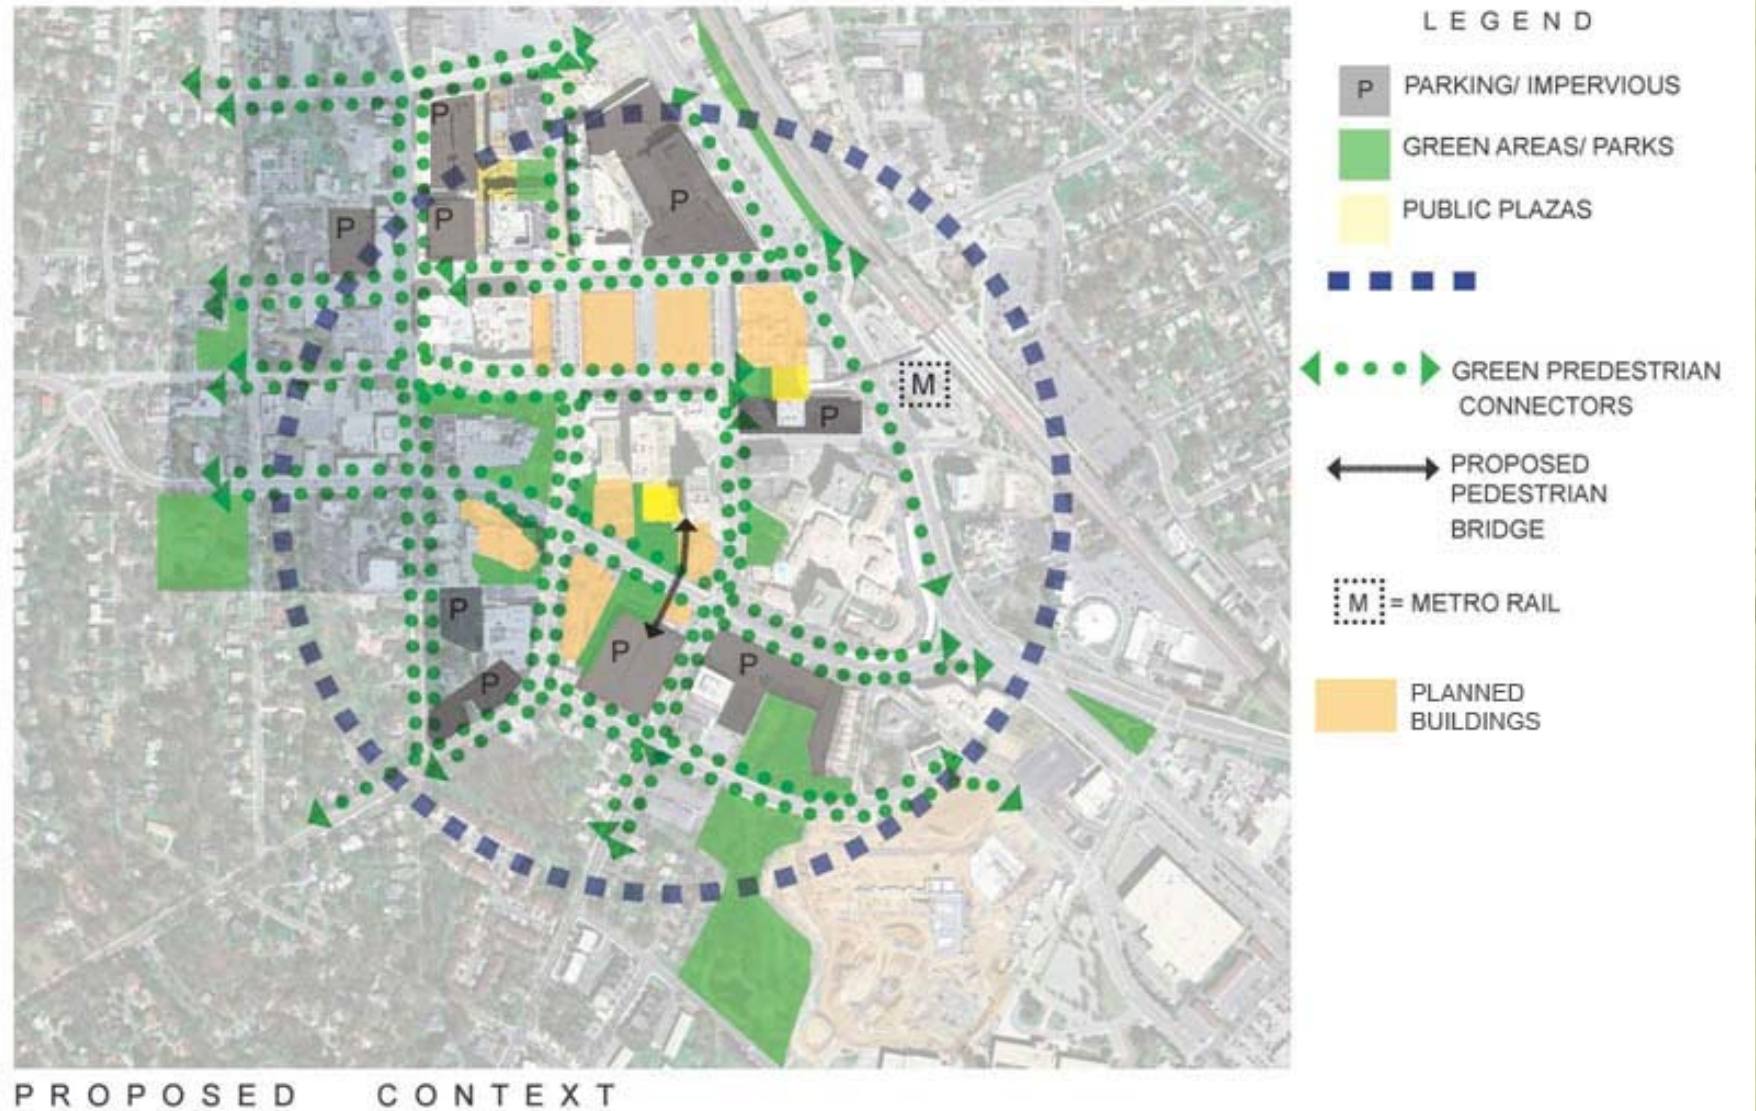 LEGEND
P PARKING/ IMPERVIOUS
GREEN AREAS/ PARKS
PUBLIC PLAZAS
GREEN PREDESTRIAN
CONNECTORS
PROPOSED
PEDESTRIAN
BRIDGE
M = METRO RAIL
PLANNED
BUILDINGS
P
P
P
P
P
M
P
P
P
P
PROPOSED CONTEXT